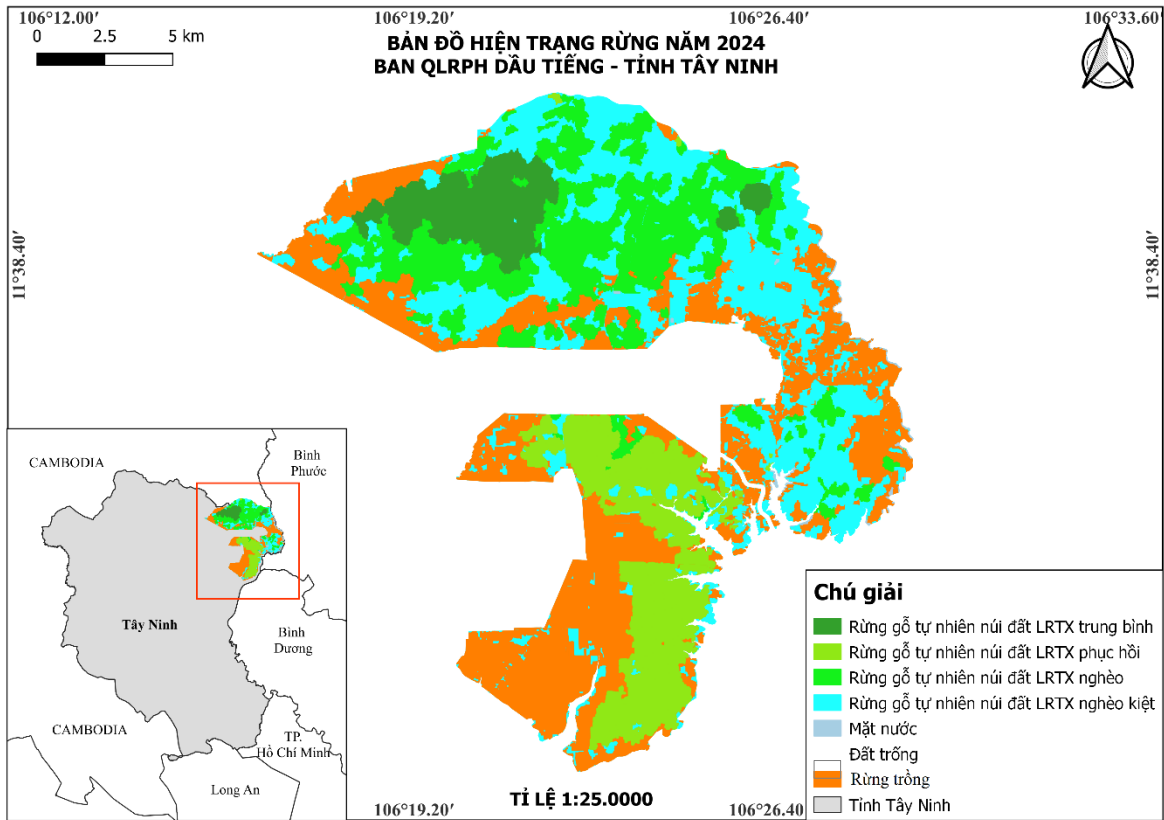 106°12.00′ 106°19.20′ 106°26.40′ 106°33.60′
0 2.5 5 km
BẢN ĐỒ HIỆN TRẠNG RỪNG NĂM 2024
BAN QLRPH DẦU TIẾNG - TỈNH TÂY NINH
11°38.40′ 11°38.40′
CAMBODIA
Bình
Phước
Tây Ninh
Bình
Dương
CAMBODIA
TP.
Hồ Chí Minh
Long An
Chú giải
Rừng gỗ tự nhiên núi đất LRTX trung bình
Rừng gỗ tự nhiên núi đất LRTX phục hồi
Rừng gỗ tự nhiên núi đất LRTX nghèo
Rừng gỗ tự nhiên núi đất LRTX nghèo kiệt
Mặt nước
Đất trống
Rừng trồng
Tỉnh Tây Ninh
TỈ LỆ 1:25.0000
106°19.20′ 106°26.40′